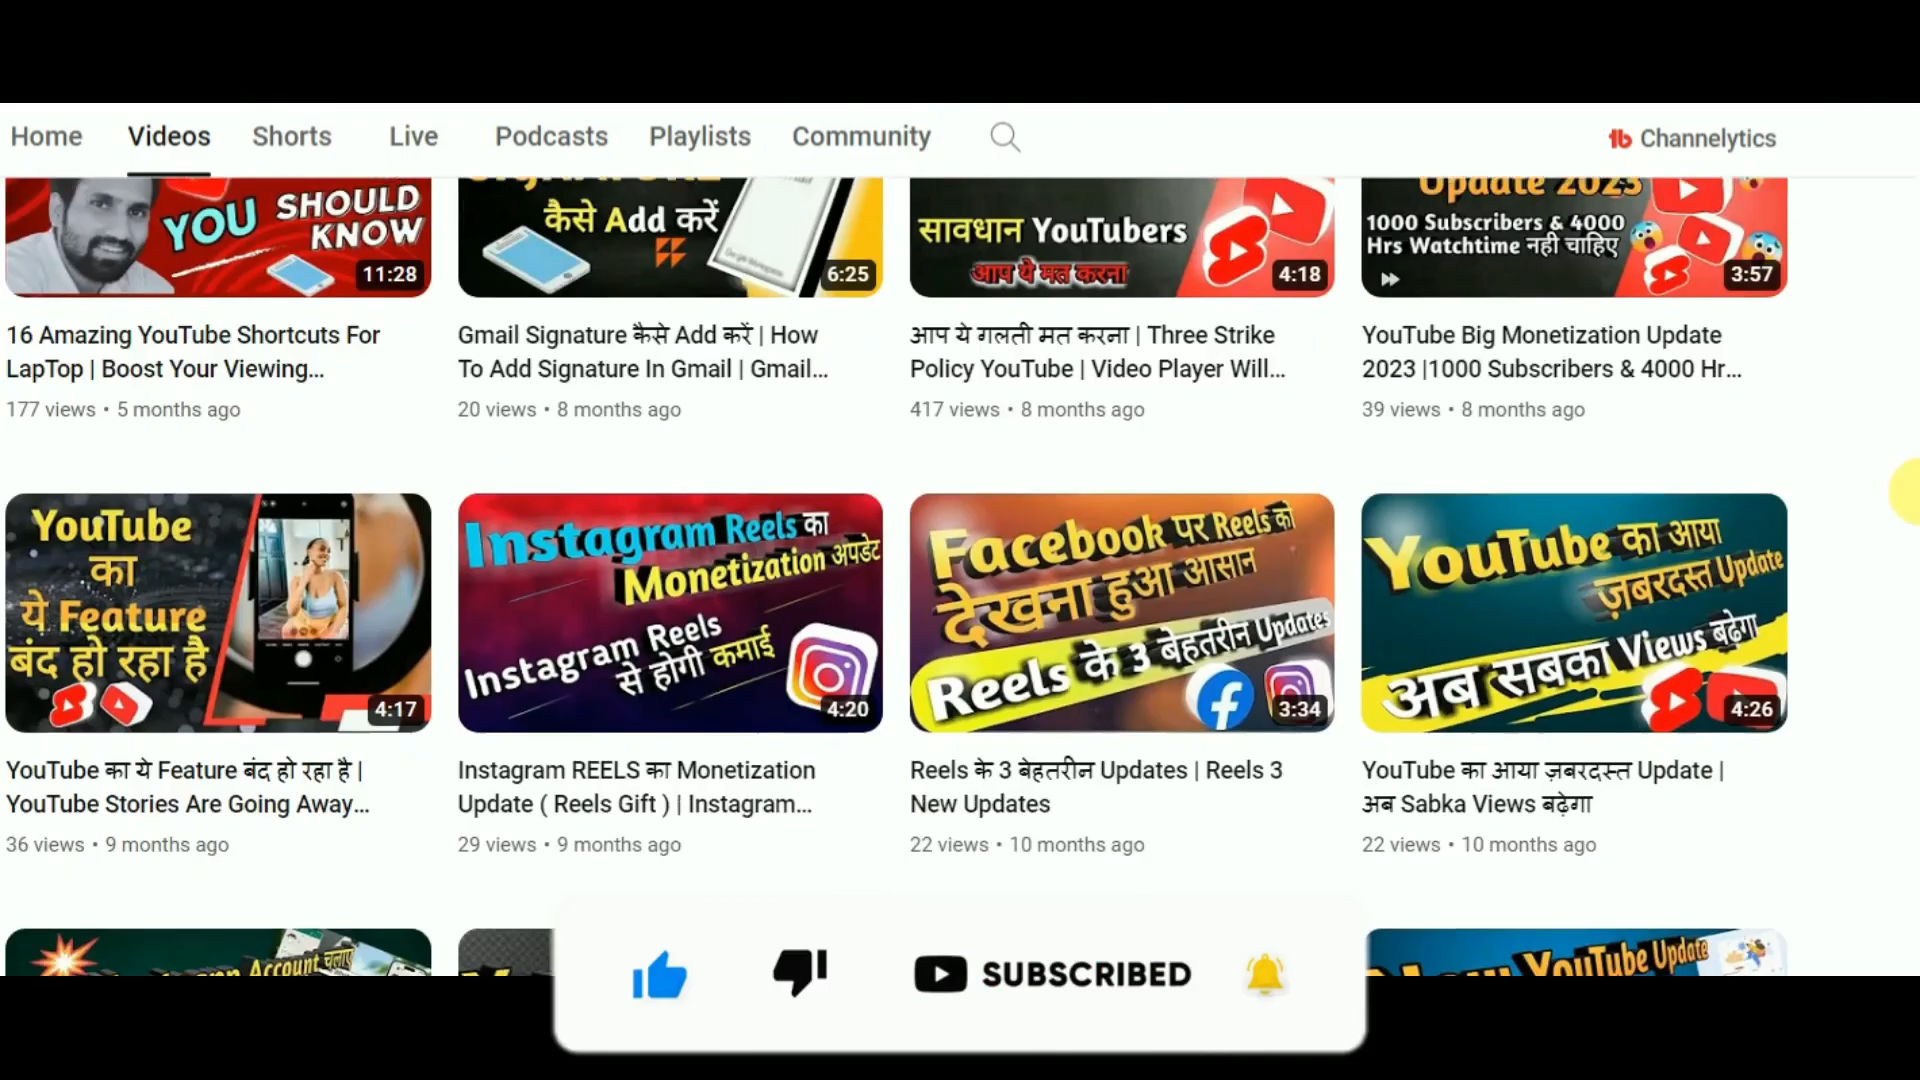 Home Videos Shorts Live Podcasts Playlists Community Channelytics
YOU SHOULD KNOW
11:28
कैसे Add करें
6:25
सावधान YouTubers
आप ये मत करना
4:18
Update 2023
1000 Subscribers & 4000
Hrs Watchtime नही चाहिए
3:57
16 Amazing YouTube Shortcuts For
LapTop | Boost Your Viewing...
177 views • 5 months ago
Gmail Signature कैसे Add करें | How
To Add Signature In Gmail | Gmail...
20 views • 8 months ago
आप ये गलती मत करना | Three Strike
Policy YouTube | Video Player Will...
417 views • 8 months ago
YouTube Big Monetization Update
2023 |1000 Subscribers & 4000 Hr...
39 views • 8 months ago
YouTube
का
ये Feature
बंद हो रहा है
4:17
Instagram Reels का
Monetization अपडेट
Instagram Reels
से होगी कमाई
4:20
Facebook पर Reels को
देखना हुआ आसान
Reels के 3 बेहतरीन Updates
3:34
YouTube का आया
ज़बरदस्त Update
अब सबका Views बढ़ेगा
4:26
YouTube का ये Feature बंद हो रहा है |
YouTube Stories Are Going Away...
36 views • 9 months ago
Instagram REELS का Monetization
Update ( Reels Gift ) | Instagram...
29 views • 9 months ago
Reels के 3 बेहतरीन Updates | Reels 3
New Updates
22 views • 10 months ago
YouTube का आया ज़बरदस्त Update |
अब Sabka Views बढ़ेगा
22 views • 10 months ago
Account चलाए
New YouTube Update
SUBSCRIBED